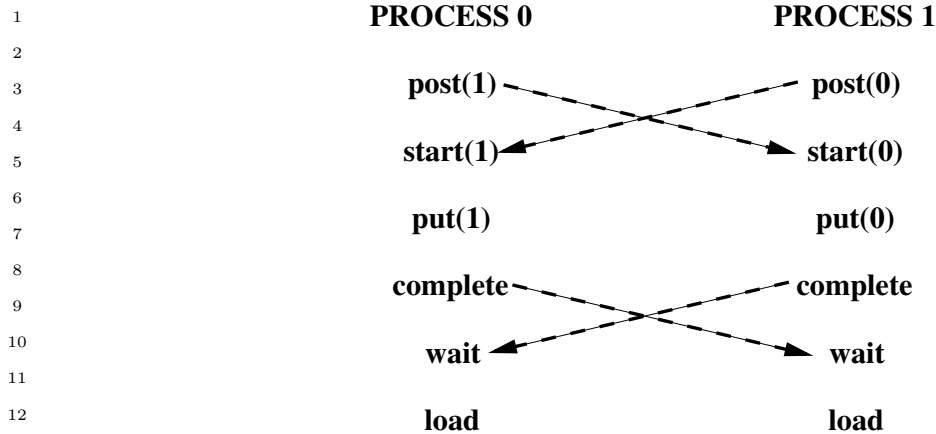 1 PROCESS 0 PROCESS 1
2
3 post(1) post(0)
4
5 start(1) start(0)
6
7 put(1) put(0)
8 complete complete
9
10 wait wait
11
12 load load